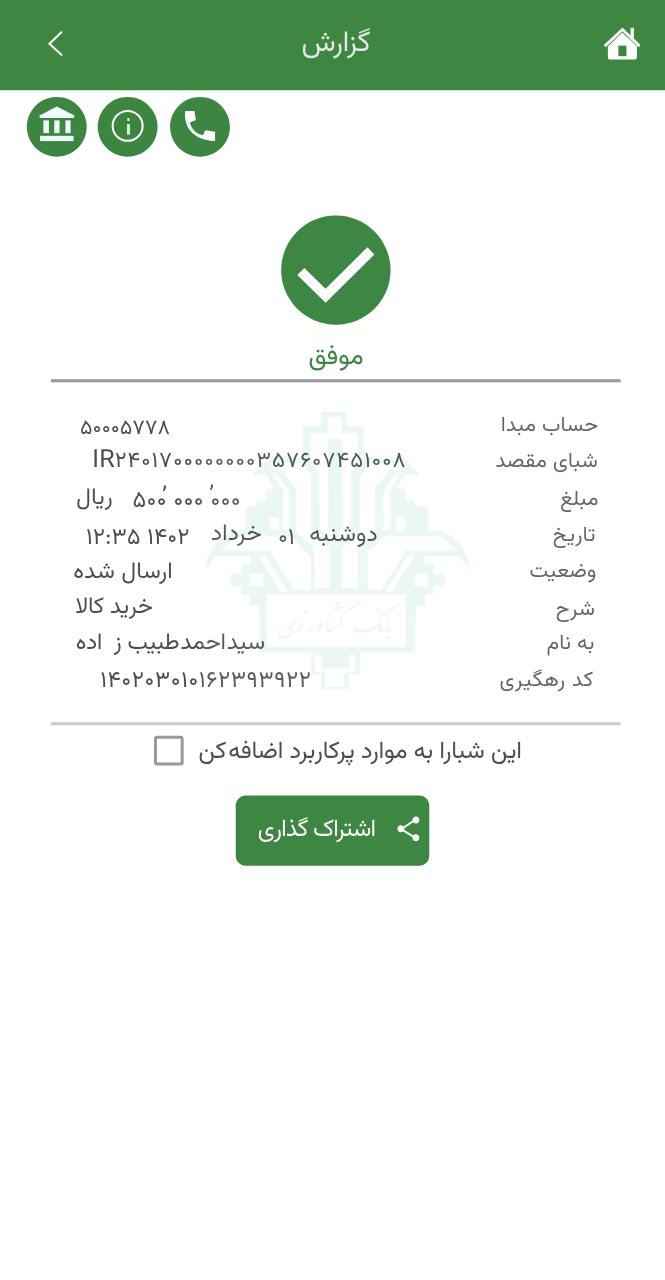 گزارش
موفق
حساب مبدا ۵۰۰۰۵۷۷۸
شبای مقصد IR۲۴۰۱۷۰۰۰۰۰۰۰۰۳۵۷۶۰۷۴۵۱۰۰۸
مبلغ ۵۰۰٬۰۰۰٬۰۰۰ ریال
تاریخ دوشنبه ۰۱ خرداد ۱۴۰۲ ۱۲:۳۵
وضعیت ارسال شده
شرح خرید کالا
به نام سیداحمدطبیب ز اده
کد رهگیری ۱۴۰۲۰۳۰۱۰۱۶۲۳۹۳۹۲۲
بانک کشاورزی
این شبارا به موارد پرکاربرد اضافه‌کن
اشتراک گذاری